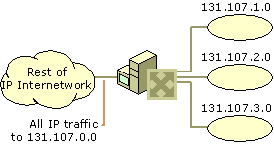 131.107.1.0
Rest of
IP Internetwork
131.107.2.0
All IP traffic
to 131.107.0.0
131.107.3.0